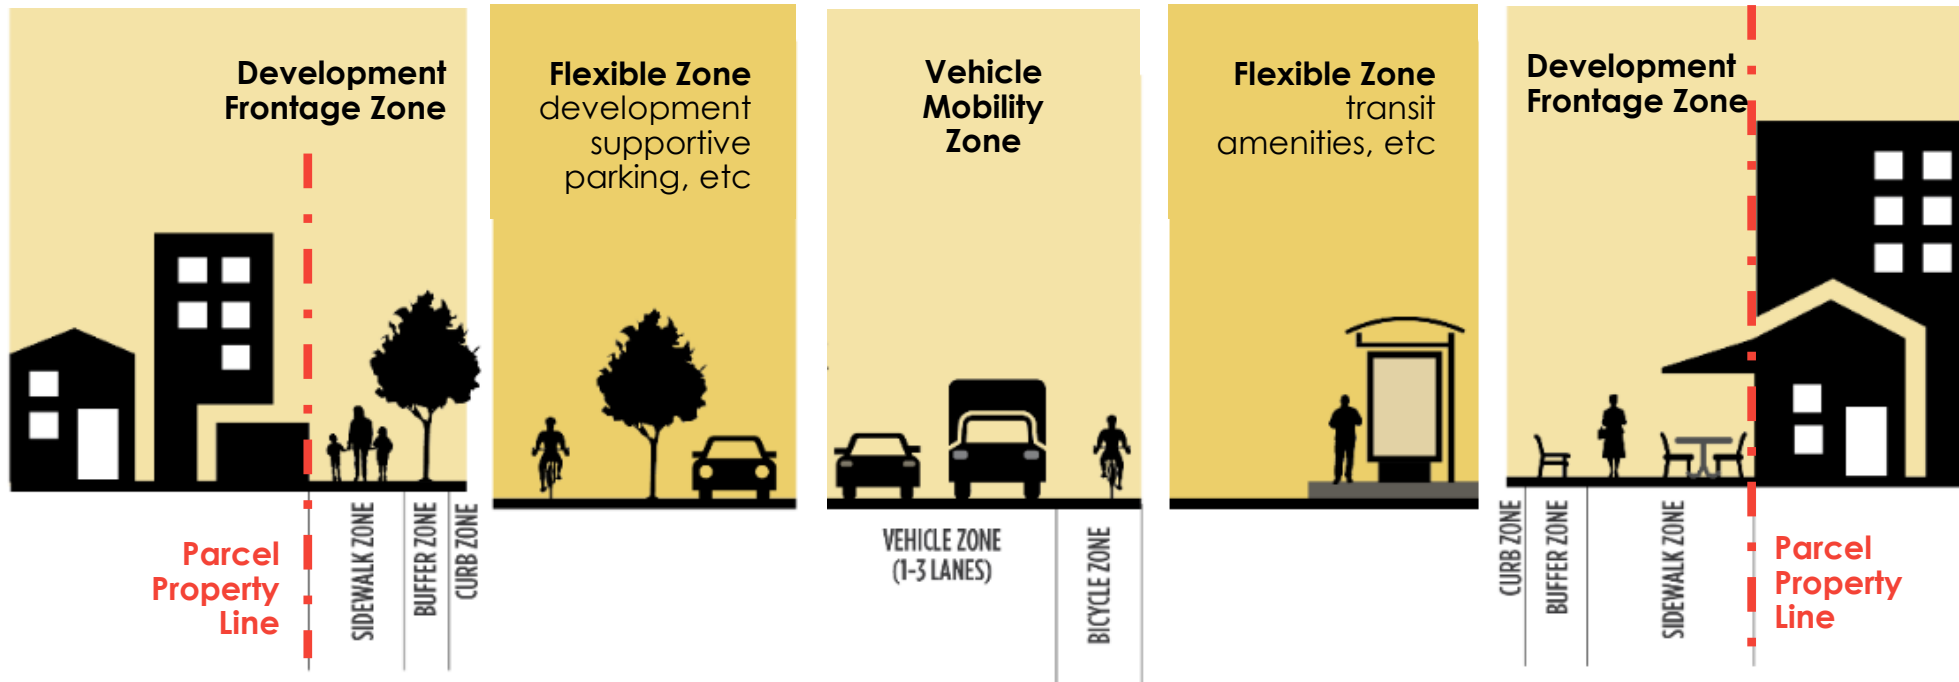 Development
Frontage Zone
Flexible Zone
development
supportive
parking, etc
Vehicle
Mobility
Zone
Flexible Zone
transit
amenities, etc
Development
Frontage Zone
Parcel
Property
Line
SIDEWALK ZONE
BUFFER ZONE
CURB ZONE
VEHICLE ZONE
(1-3 LANES)
BICYCLE ZONE
CURB ZONE
BUFFER ZONE
SIDEWALK ZONE
Parcel
Property
Line